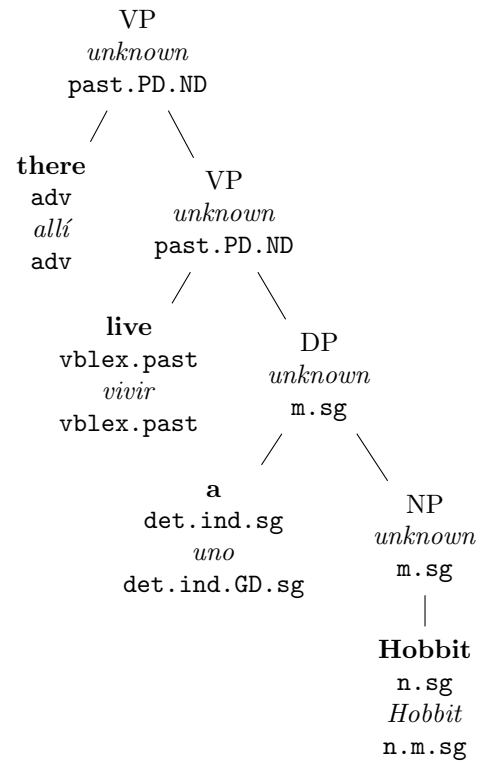 VP
unknown
past.PD.ND
there
adv
allí
adv
VP
unknown
past.PD.ND
live
vblex.past
vivir
vblex.past
DP
unknown
m.sg
a
det.ind.sg
uno
det.ind.GD.sg
NP
unknown
m.sg
Hobbit
n.sg
Hobbit
n.m.sg